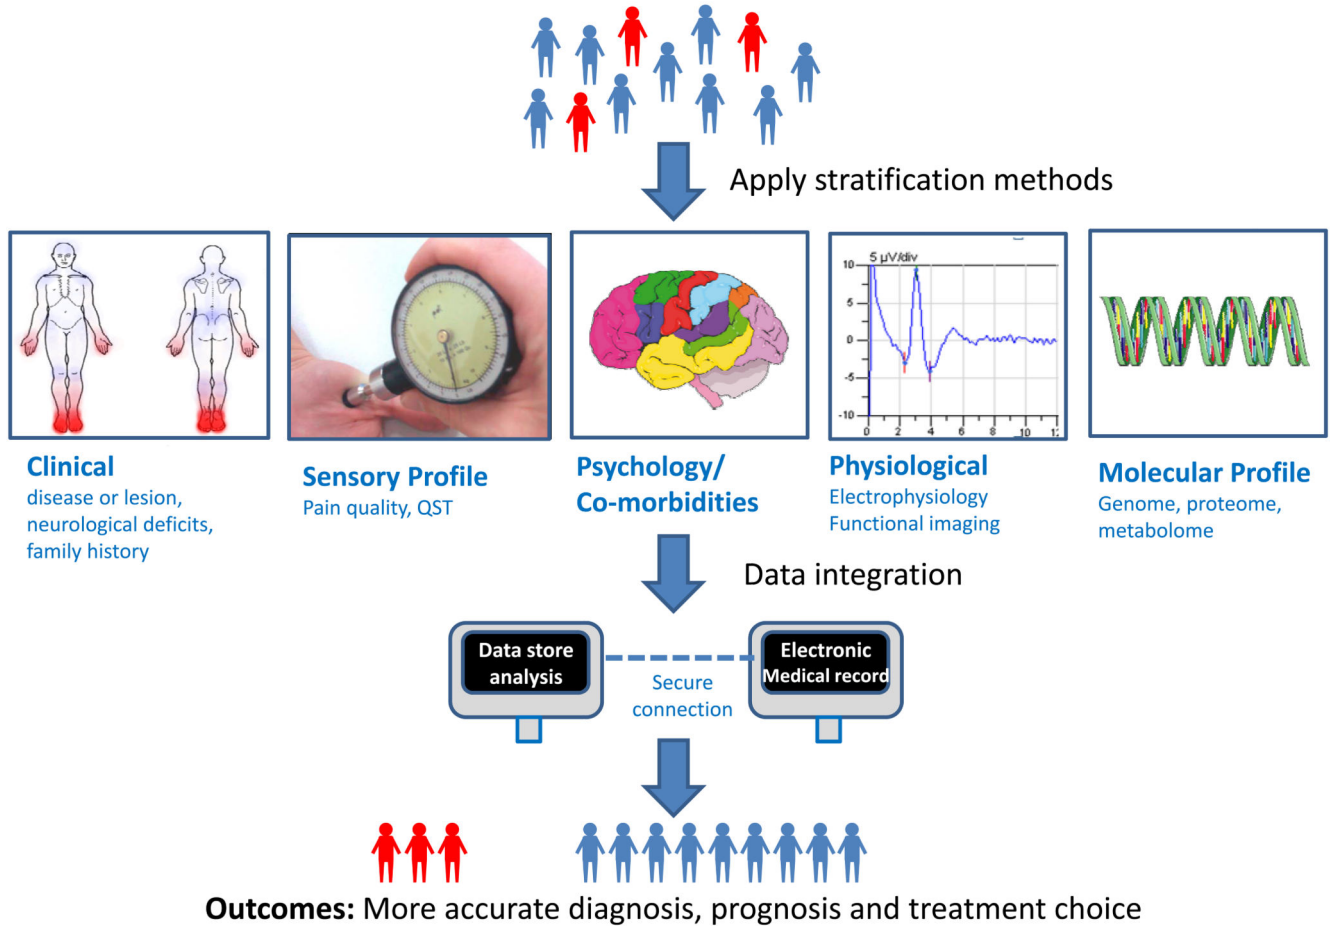 Apply stratification methods
5 µV/div
10
5
0
-5
-10
0 2 4 6 8 10
Clinical
disease or lesion,
neurological deficits,
family history
Sensory Profile
Pain quality, QST
Psychology/
Co-morbidities
Physiological
Electrophysiology
Functional imaging
Molecular Profile
Genome, proteome,
metabolome
Data integration
Data store
analysis
Secure
connection
Electronic
Medical record
Outcomes: More accurate diagnosis, prognosis and treatment choice